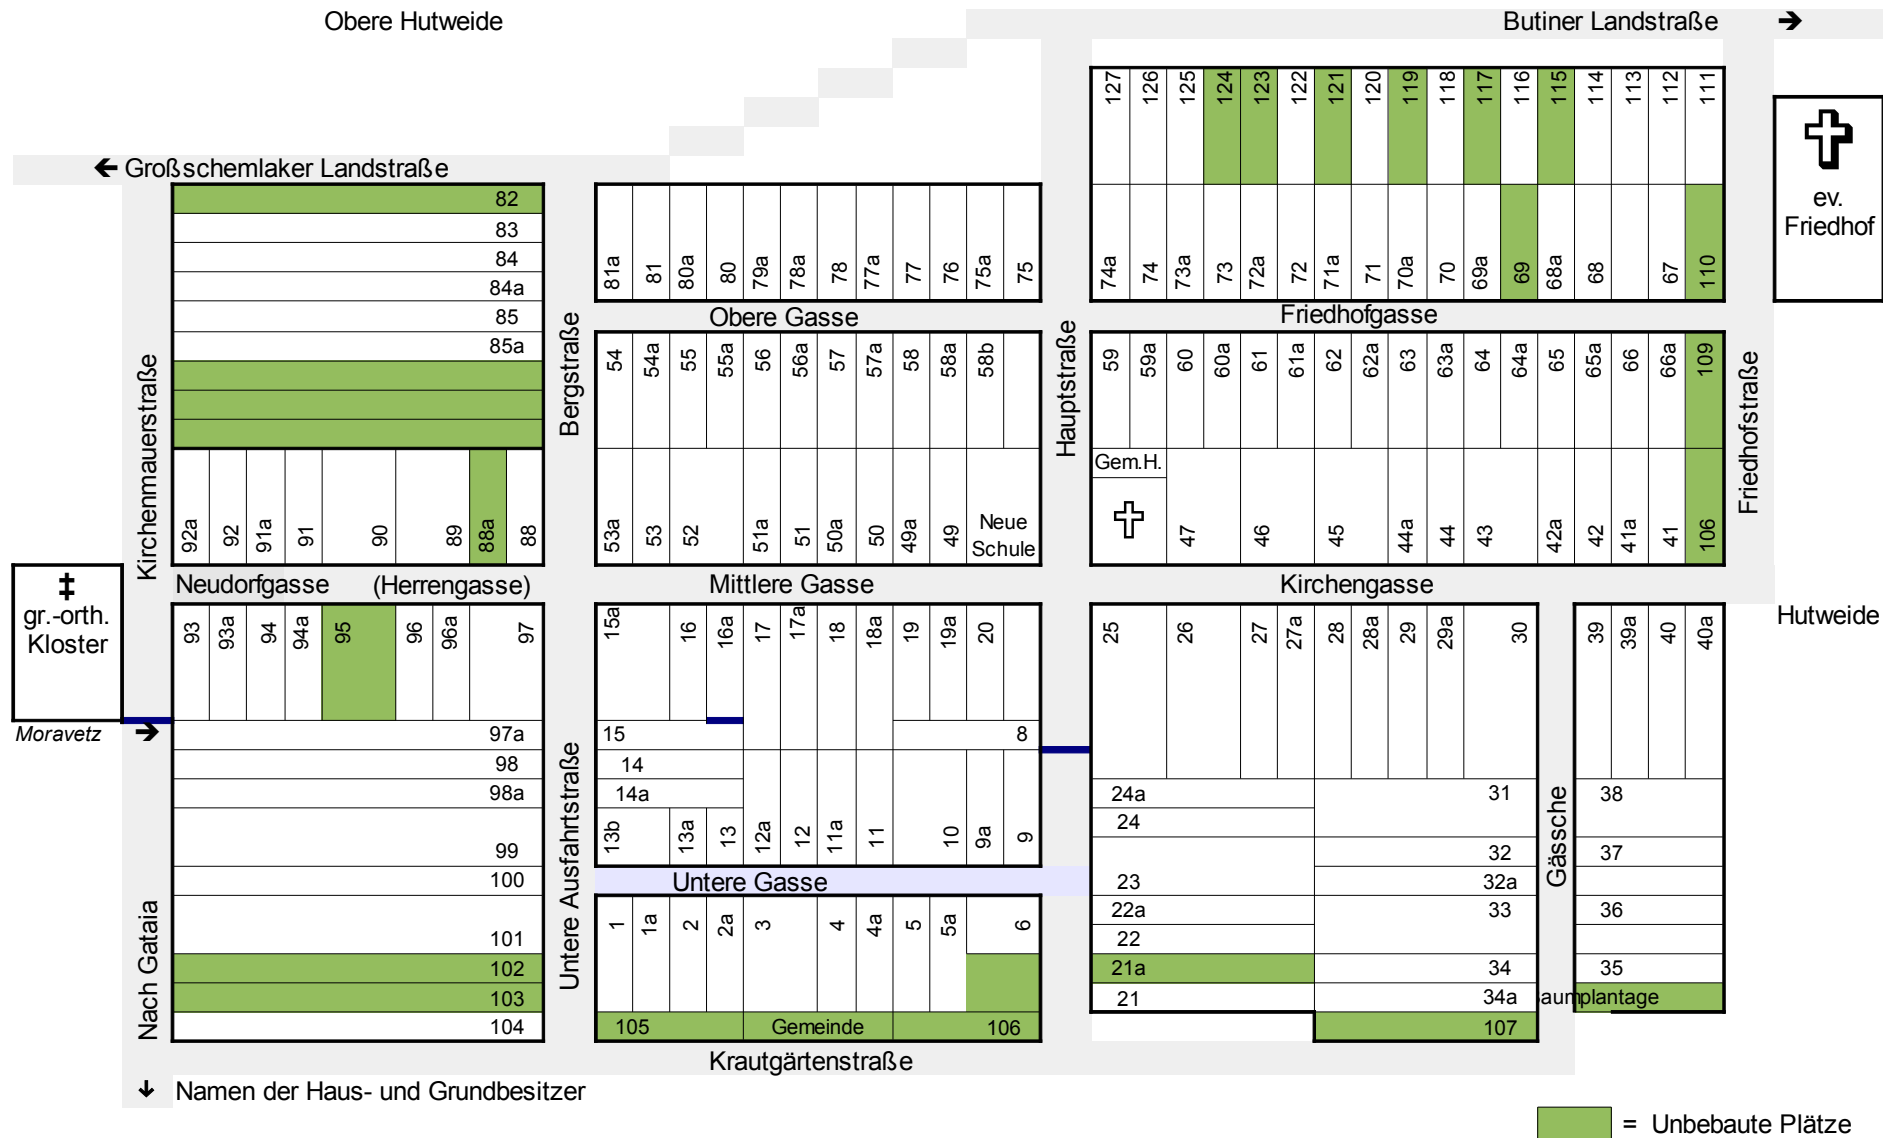 Obere Hutweide
Butiner Landstraße →
← Großschemlaker Landstraße
127 126 125 124 123 122 121 120 119 118 117 116 115 114 113 112 111
ev.
Friedhof
82
83
84
84a
85
85a
Kirchenmauerstraße
Bergstraße
81a 81 80a 80 79a 78a 78 77a 77 76 75a 75
74a 74 73a 73 72a 72 71a 71 70a 70 69a 69 68a 68 67 110
Obere Gasse
Friedhofgasse
Hauptstraße
Friedhofstraße
54 54a 55 55a 56 56a 57 57a 58 58a 58b
59 59a 60 60a 61 61a 62 62a 63 63a 64 64a 65 65a 66 66a 109
Gem.H.
92a 92 91a 91 90 89 88a 88
53a 53 52 51a 51 50a 50 49a 49
Neue
Schule
47 46 45 44a 44 43 42a 42 41a 41 106
Neudorfgasse (Herrengasse)
Mittlere Gasse
Kirchengasse
gr.-orth.
Kloster
Moravetz →
Hutweide
93 93a 94 94a 95 96 96a 97
15a 16 16a 17 17a 18 18a 19 19a 20
25 26 27 27a 28 28a 29 29a 30
39 39a 40 40a
97a
98
98a
99
100
101
102
103
104
Nach Gataia
Untere Ausfahrtstraße
15 8
14
14a
13b 13a 13 12a 12 11a 11 10 9a 9
Untere Gasse
1 1a 2 2a 3 4 4a 5 5a 6
105 Gemeinde 106
24a 31
24
32
23 32a
22a 33
22
21a 34
21 34a
107
Gässche
38
37
36
35
aumplantage
Krautgärtenstraße
↓ Namen der Haus- und Grundbesitzer
= Unbebaute Plätze